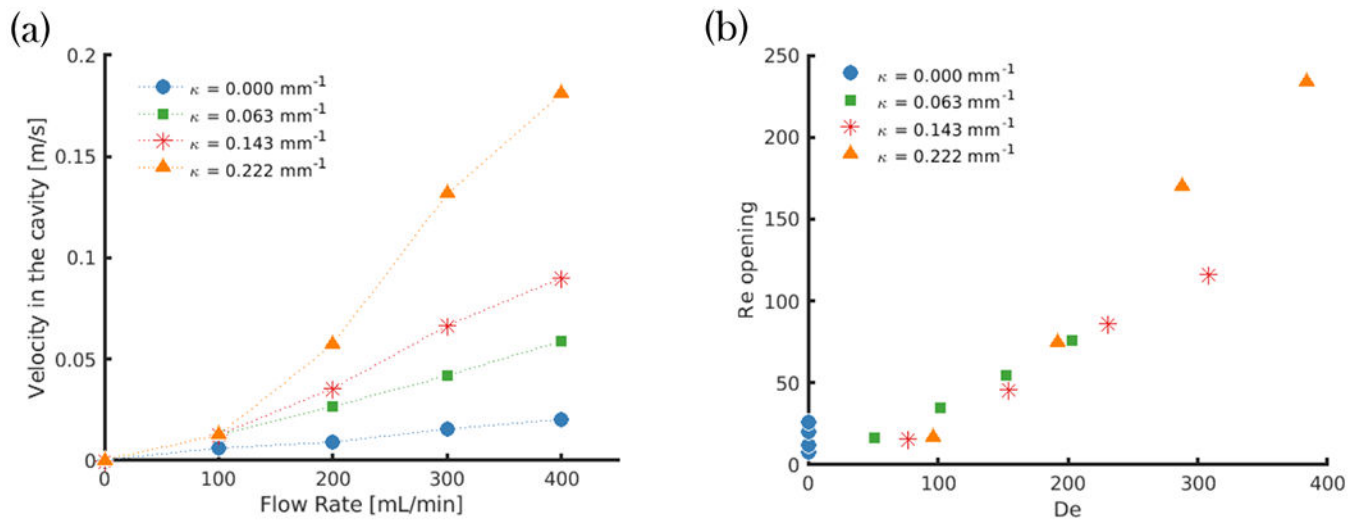 (a)
0.2
0.15
0.1
0.05
0
Velocity in the cavity [m/s]
κ = 0.000 mm⁻¹
κ = 0.063 mm⁻¹
κ = 0.143 mm⁻¹
κ = 0.222 mm⁻¹
0 100 200 300 400
Flow Rate [mL/min]
(b)
250
200
150
100
50
0
Re opening
κ = 0.000 mm⁻¹
κ = 0.063 mm⁻¹
κ = 0.143 mm⁻¹
κ = 0.222 mm⁻¹
0 100 200 300 400
De